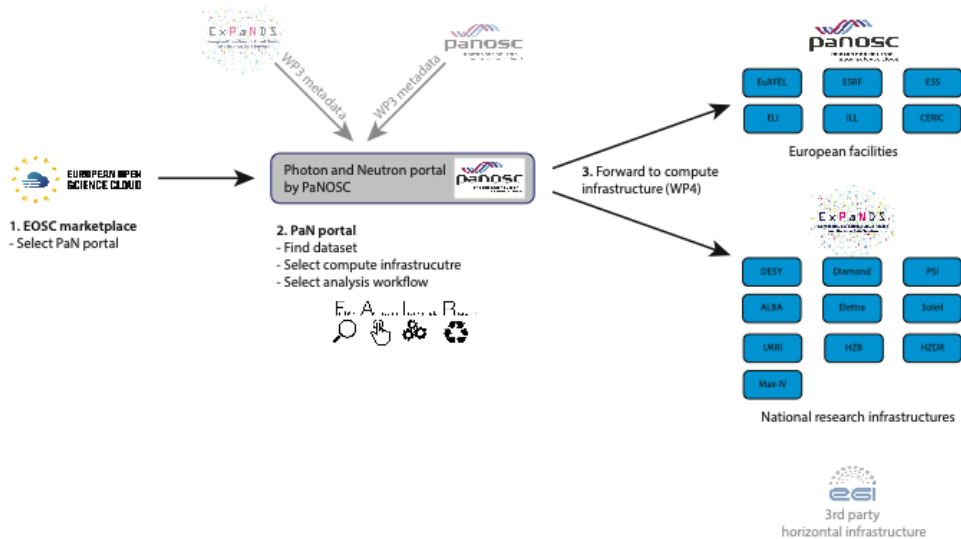 ExPaNDS
panosc
WP3 metadata
WP3 metadata
EUROPEAN OPEN
SCIENCE CLOUD
1. EOSC marketplace
- Select PaN portal
Photon and Neutron portal
by PaNOSC
panosc
2. PaN portal
- Find dataset
- Select compute infrastrucutre
- Select analysis workflow
3. Forward to compute
infrastructure (WP4)
panosc
EuXFEL
ESRF
ESS
ELI
ILL
CERIC
European facilities
ExPaNDS
DESY
Diamond
PSI
ALBA
Elettra
Soleil
UKRI
HZB
HZDR
Max-IV
National research infrastructures
egi
3rd party
horizontal infrastructure